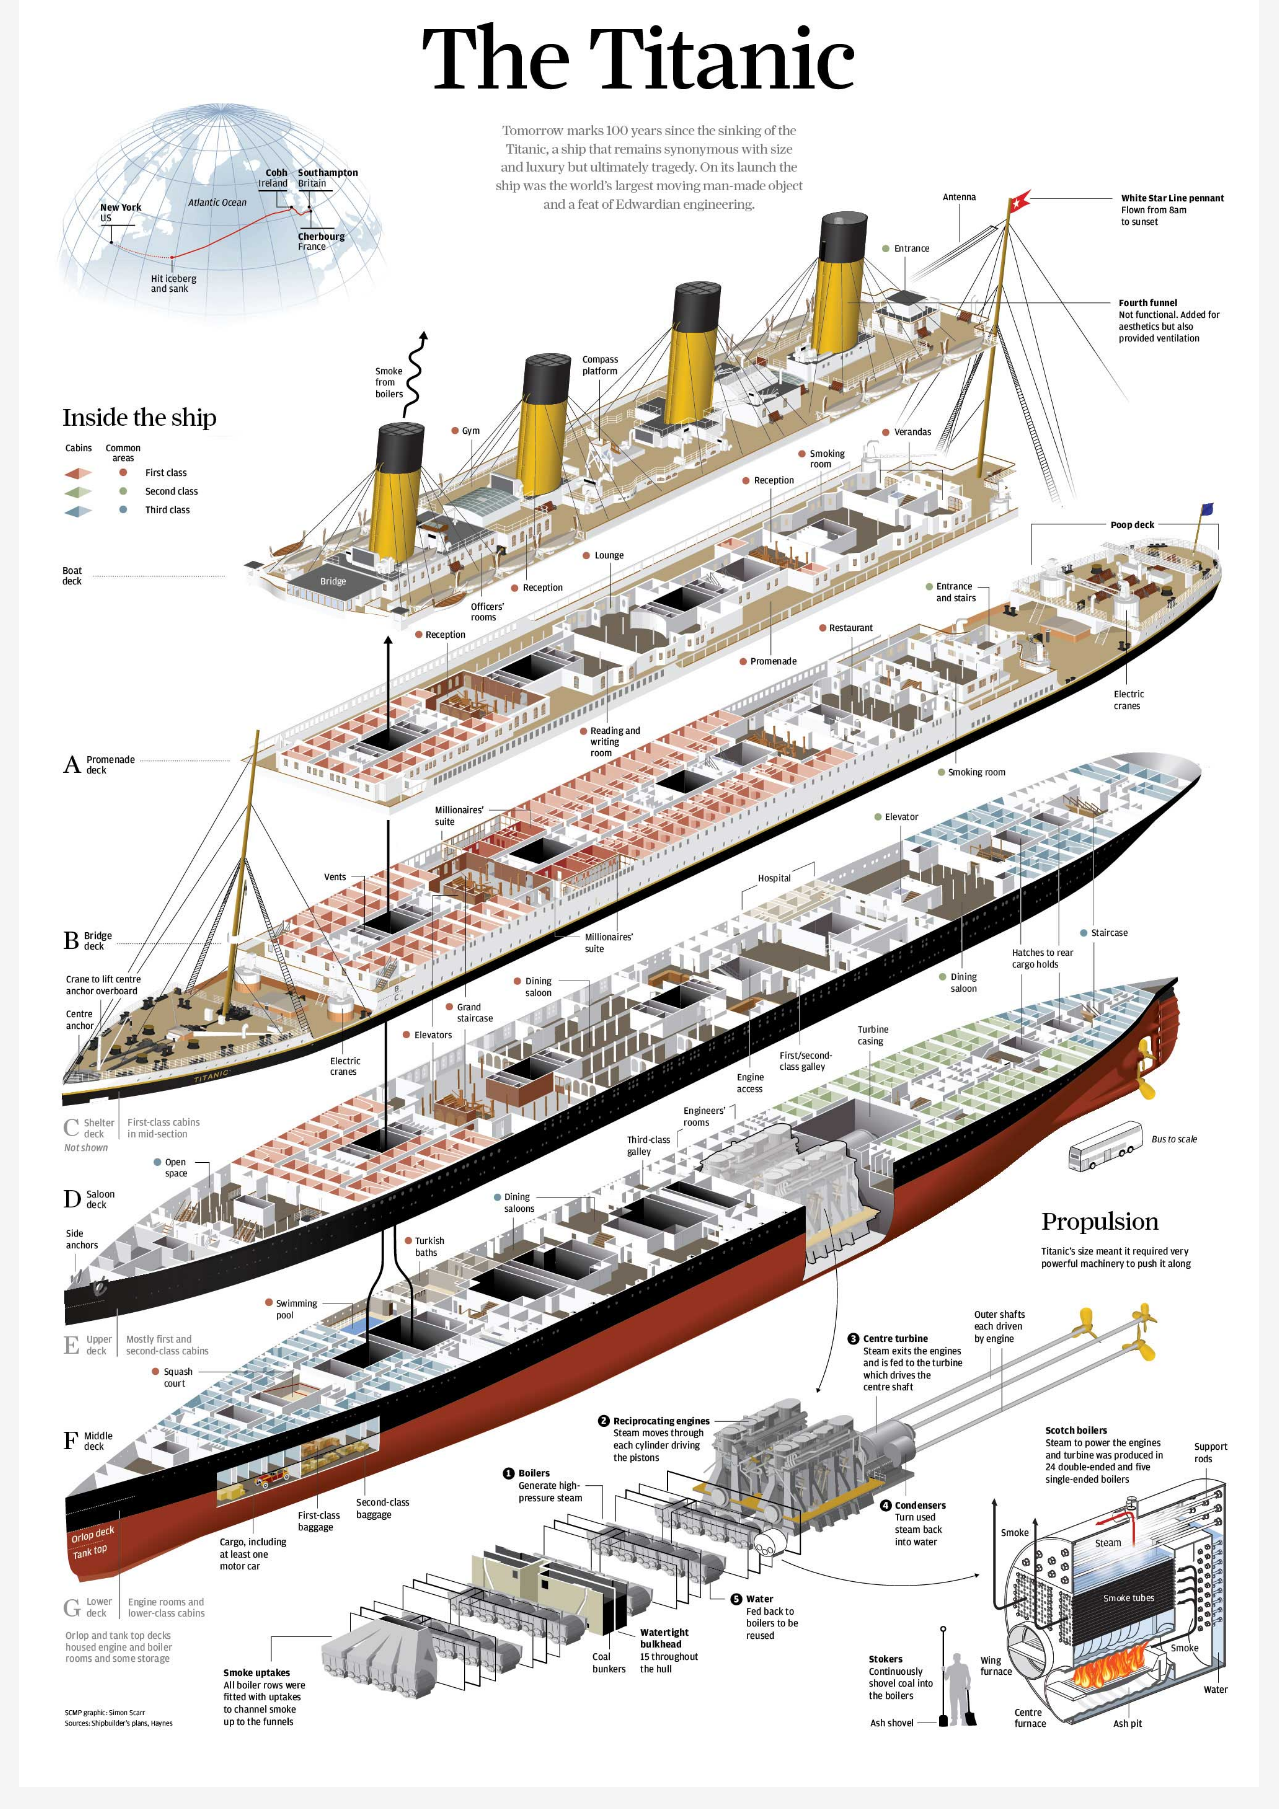 The Titanic
Tomorrow marks 100 years since the sinking of the
Titanic, a ship that remains synonymous with size
and luxury but ultimately tragedy. On its launch the
ship was the world's largest moving man-made object
and a feat of Edwardian engineering.
Cobh
Ireland
Southampton
Britain
New York
US
Atlantic Ocean
Cherbourg
France
Hit iceberg
and sank
Antenna
White Star Line pennant
Flown from 8am
to sunset
Entrance
Fourth funnel
Not functional. Added for
aesthetics but also
provided ventilation
Smoke
from
boilers
Compass
platform
Inside the ship
Cabins
Common
areas
First class
Second class
Third class
Gym
Verandas
Smoking
room
Reception
Poop deck
Boat
deck
Bridge
Lounge
Reception
Officers'
rooms
Entrance
and stairs
Reception
Restaurant
Promenade
Electric
cranes
Reading and
writing
room
A Promenade
deck
Smoking room
Millionaires'
suite
Elevator
Vents
Hospital
B Bridge
deck
Millionaires'
suite
Staircase
Hatches to rear
cargo holds
Crane to lift centre
anchor overboard
Dining
saloon
Dining
saloon
Centre
anchor
Grand
staircase
Elevators
Turbine
casing
Electric
cranes
B
C
TITANIC
First/second-
class galley
Engine
access
C Shelter
deck
Not shown
First-class cabins
in mid-section
Engineers'
rooms
Third-class
galley
Bus to scale
Open
space
D Saloon
deck
Dining
saloons
Side
anchors
Turkish
baths
Propulsion
Titanic's size meant it required very
powerful machinery to push it along
Swimming
pool
E Upper
deck
Mostly first and
second-class cabins
Outer shafts
each driven
by engine
3 Centre turbine
Steam exits the engines
and is fed to the turbine
which drives the
centre shaft
Squash
court
F Middle
deck
2 Reciprocating engines
Steam moves through
each cylinder driving
the pistons
Scotch boilers
Steam to power the engines
and turbine was produced in
24 double-ended and five
single-ended boilers
Support
rods
1 Boilers
Generate high-
pressure steam
Second-class
baggage
First-class
baggage
4 Condensers
Turn used
steam back
into water
Orlop deck
Tank top
Cargo, including
at least one
motor car
Smoke
Steam
Smoke tubes
G Lower
deck
Engine rooms and
lower-class cabins
5 Water
Fed back to
boilers to be
reused
Orlop and tank top decks
housed engine and boiler
rooms and some storage
Watertight
bulkhead
15 throughout
the hull
Coal
bunkers
Smoke
Stokers
Continuously
shovel coal into
the boilers
Wing
furnace
Smoke uptakes
All boiler rows were
fitted with uptakes
to channel smoke
up to the funnels
Water
Centre
furnace
Ash shovel
Ash pit
SCMP graphic: Simon Scarr
Sources: Shipbuilder's plans, Haynes